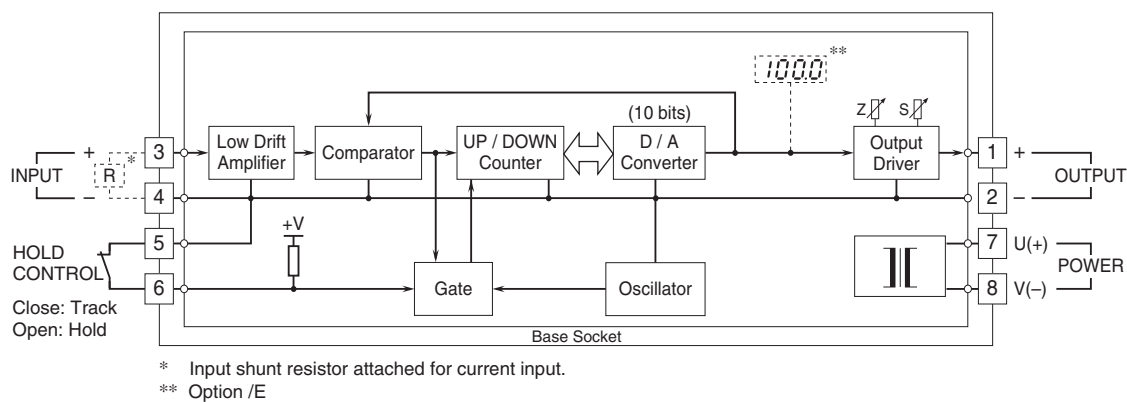 100.0
**
(10 bits)
Z
S
INPUT
+
−
R
*
3
4
Low Drift
Amplifier
Comparator
UP / DOWN
Counter
D / A
Converter
Output
Driver
1
+
2
−
OUTPUT
HOLD
CONTROL
5
6
Close: Track
Open: Hold
+V
Gate
Oscillator
7
U(+)
8
V(–)
POWER
Base Socket
* Input shunt resistor attached for current input.
** Option /E